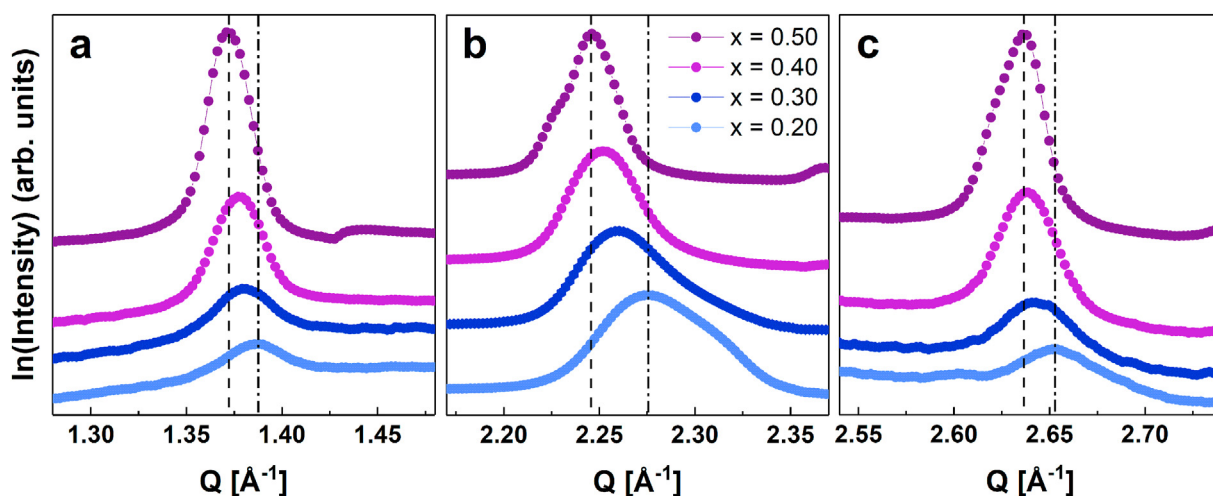 a
b
c
x = 0.50
x = 0.40
x = 0.30
x = 0.20
ln(Intensity) (arb. units)
1.30 1.35 1.40 1.45
2.20 2.25 2.30 2.35
2.55 2.60 2.65 2.70
Q [Å⁻¹]
Q [Å⁻¹]
Q [Å⁻¹]